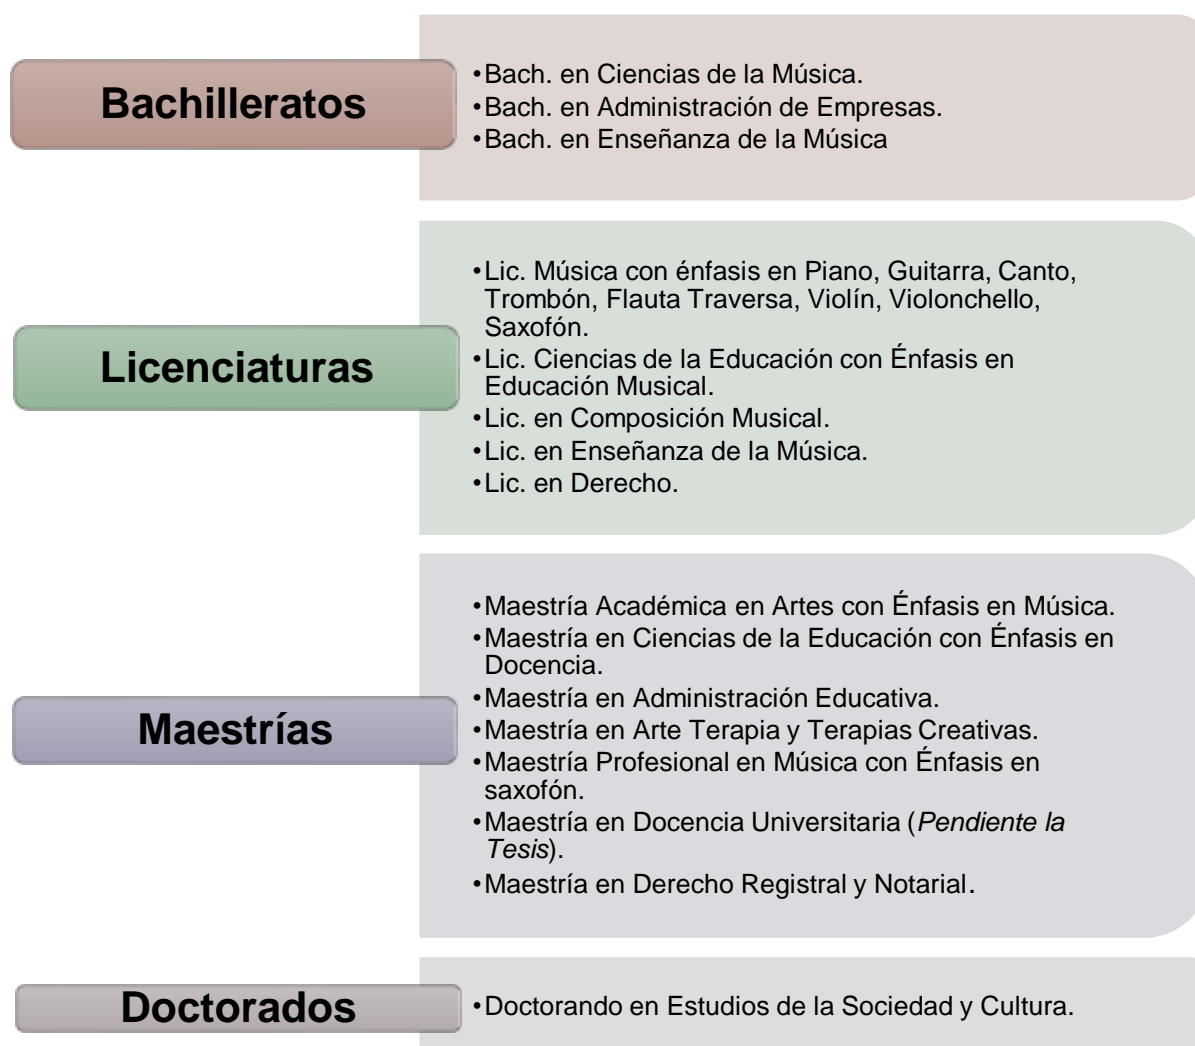 Bachilleratos
•Bach. en Ciencias de la Música.
•Bach. en Administración de Empresas.
•Bach. en Enseñanza de la Música
Licenciaturas
•Lic. Música con énfasis en Piano, Guitarra, Canto,
Trombón, Flauta Traversa, Violín, Violonchello,
Saxofón.
•Lic. Ciencias de la Educación con Énfasis en
Educación Musical.
•Lic. en Composición Musical.
•Lic. en Enseñanza de la Música.
•Lic. en Derecho.
Maestrías
•Maestría Académica en Artes con Énfasis en Música.
•Maestría en Ciencias de la Educación con Énfasis en
Docencia.
•Maestría en Administración Educativa.
•Maestría en Arte Terapia y Terapias Creativas.
•Maestría Profesional en Música con Énfasis en
saxofón.
•Maestría en Docencia Universitaria (Pendiente la
Tesis).
•Maestría en Derecho Registral y Notarial.
Doctorados
•Doctorando en Estudios de la Sociedad y Cultura.